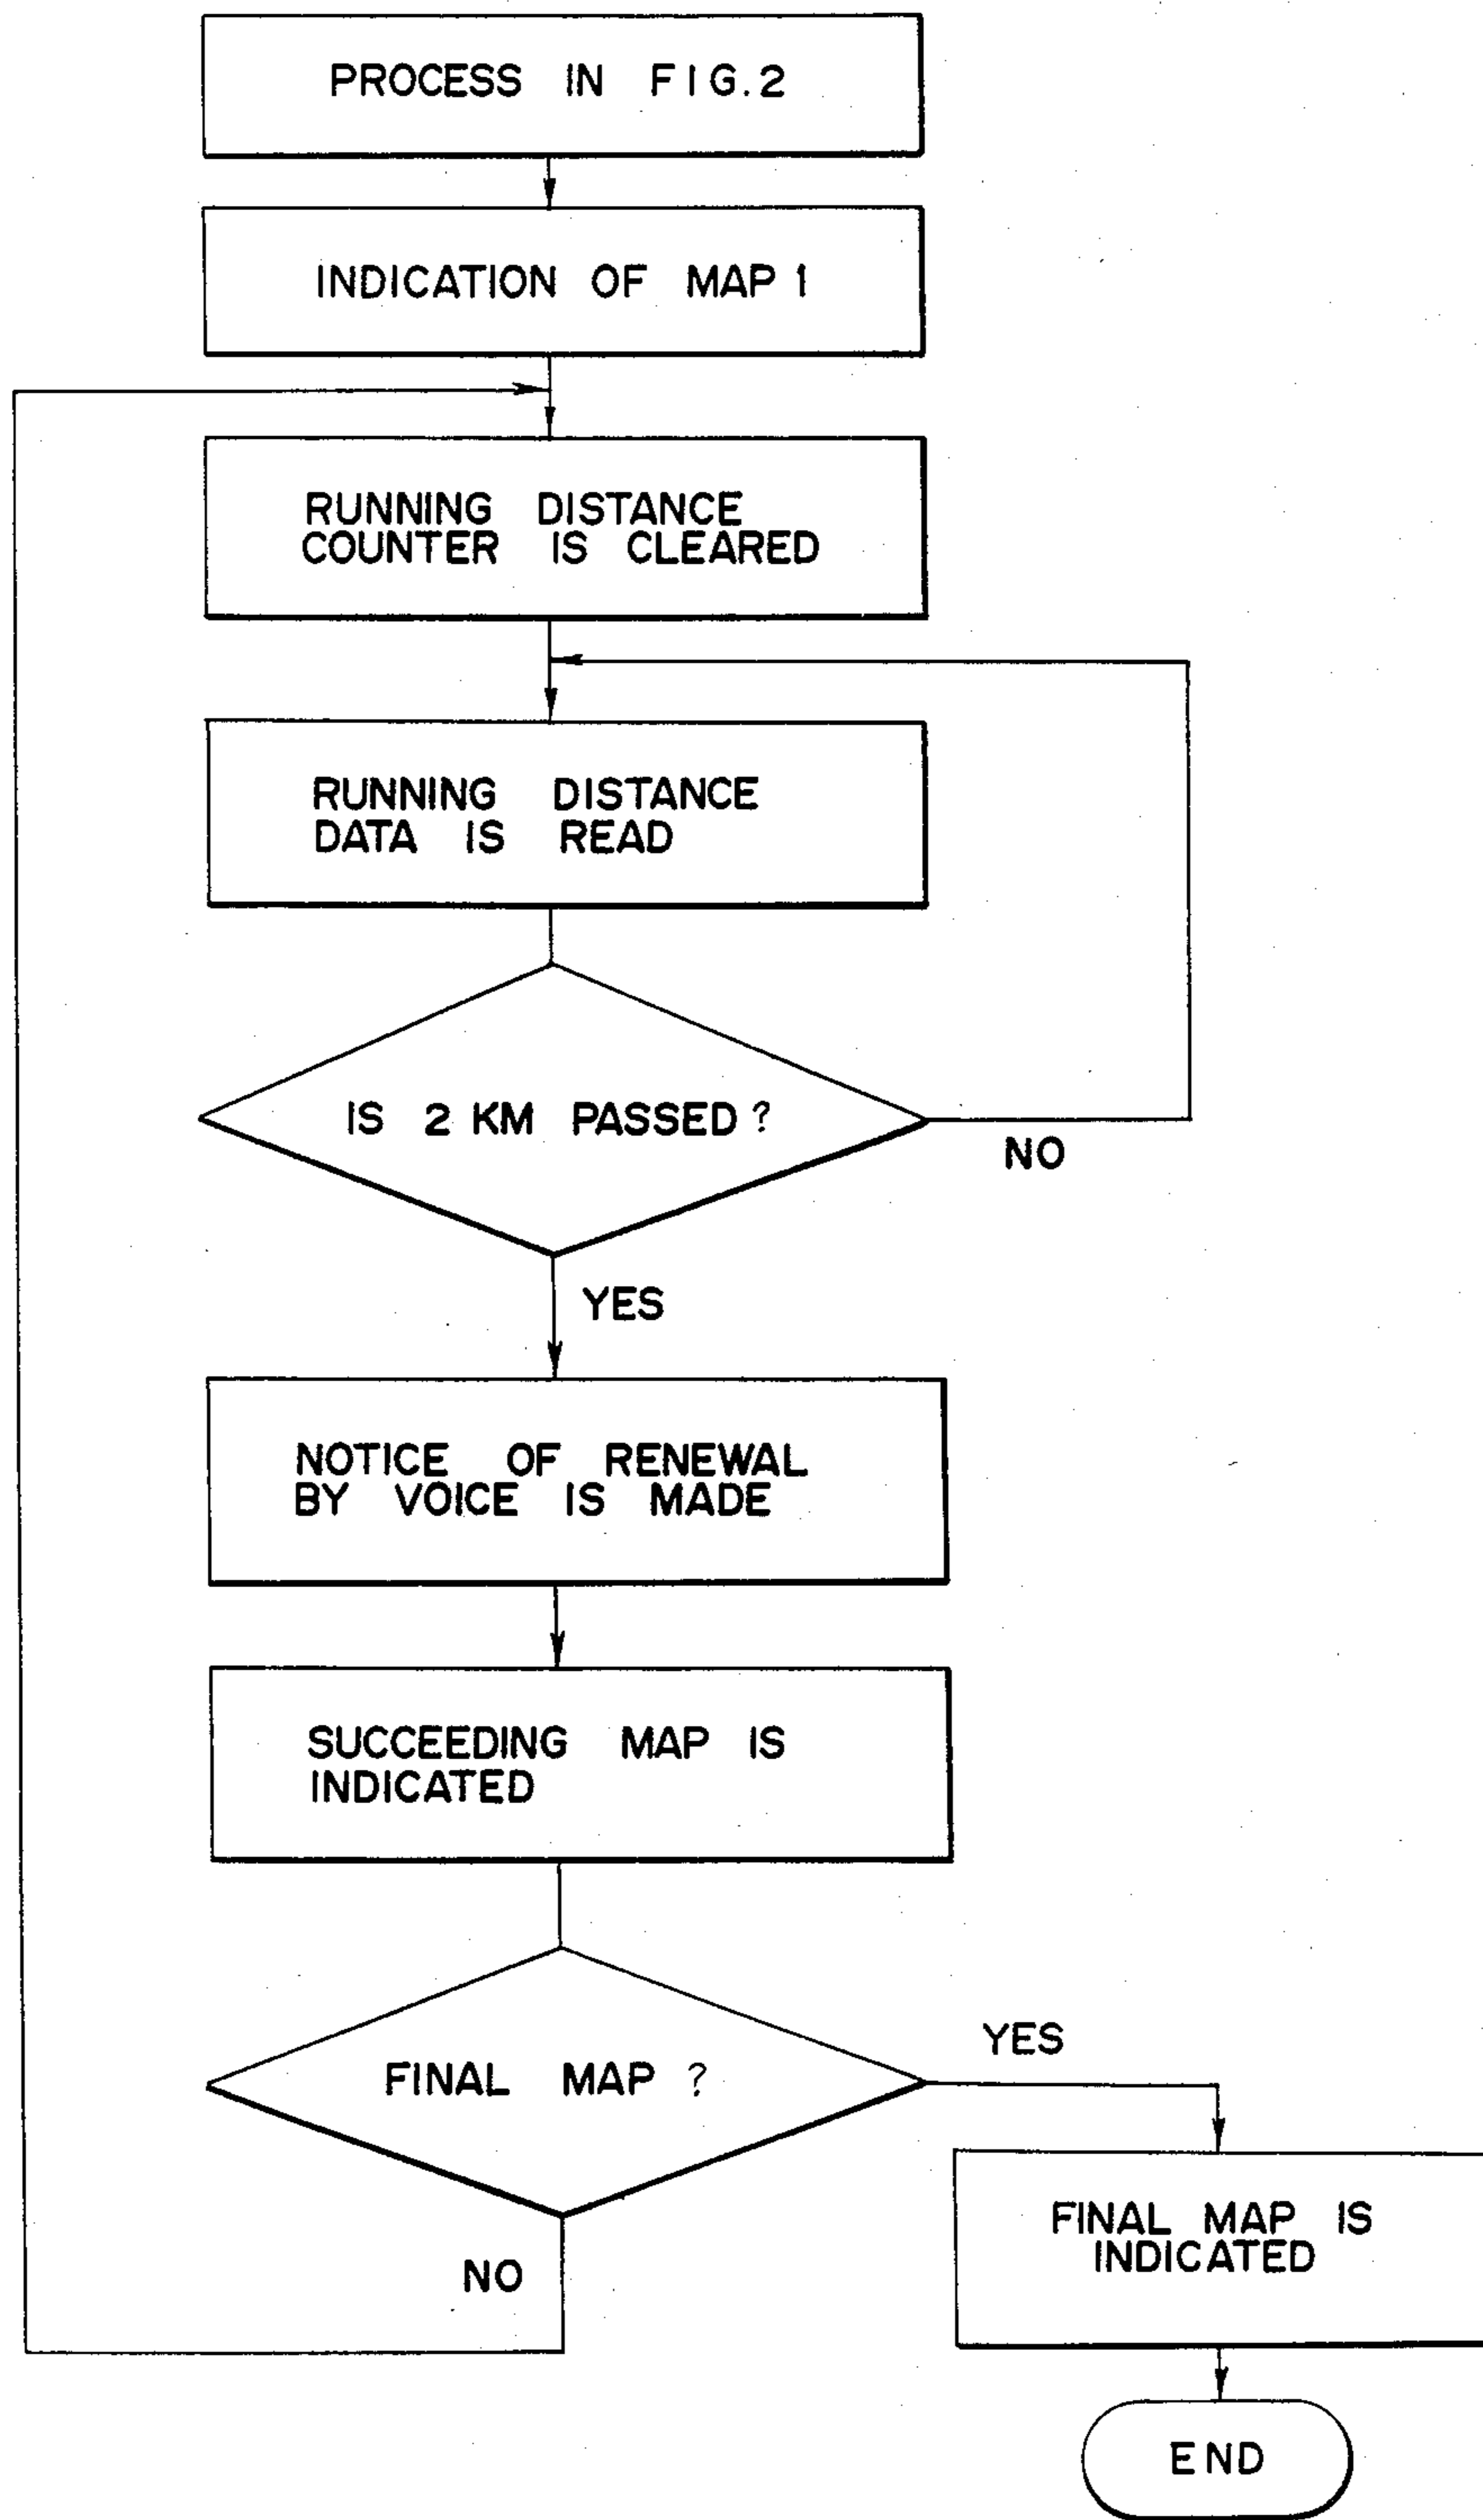 PROCESS IN FIG.2
INDICATION OF MAP 1
RUNNING DISTANCE
COUNTER IS CLEARED
RUNNING DISTANCE
DATA IS READ
IS 2 KM PASSED ?
NO
YES
NOTICE OF RENEWAL
BY VOICE IS MADE
SUCCEEDING MAP IS
INDICATED
YES
FINAL MAP ?
FINAL MAP IS
INDICATED
NO
END